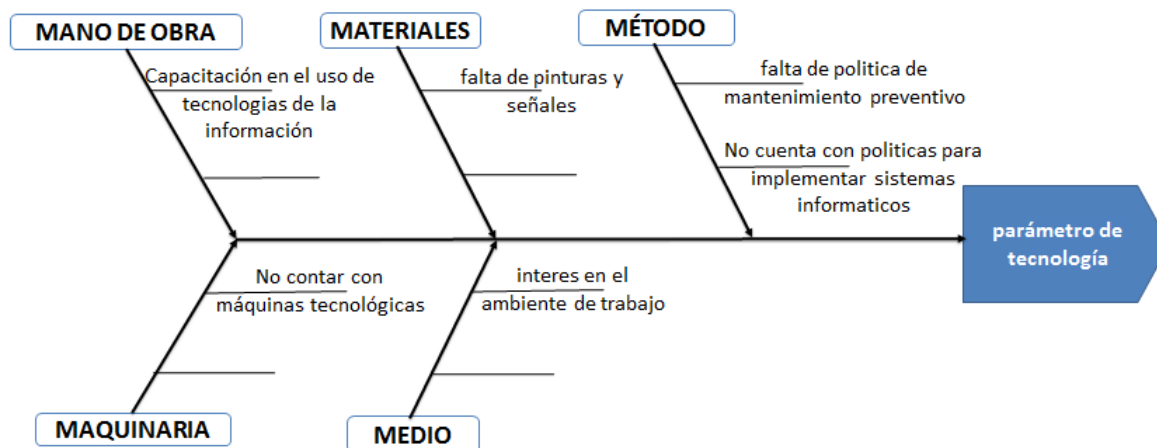 MANO DE OBRA
MATERIALES
MÉTODO
Capacitación en el uso de
tecnologias de la
información
falta de pinturas y
señales
falta de politica de
mantenimiento preventivo
No cuenta con politicas para
implementar sistemas
informaticos
parámetro de
tecnología
No contar con
máquinas tecnológicas
interes en el
ambiente de trabajo
MAQUINARIA
MEDIO